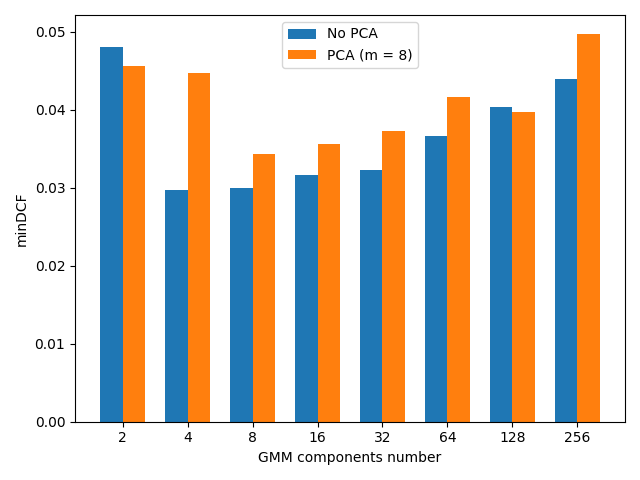 No PCA
PCA (m = 8)
0.05
0.04
0.03
0.02
0.01
0.00
minDCF
2 4 8 16 32 64 128 256
GMM components number